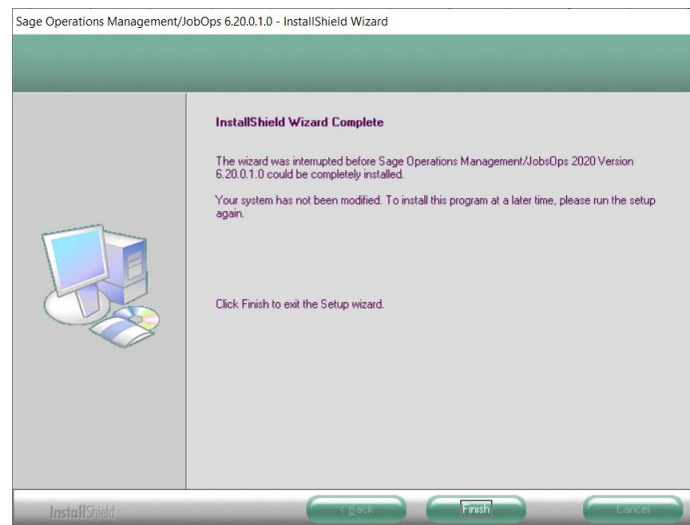 Sage Operations Management/JobOps 6.20.0.1.0 - InstallShield Wizard
InstallShield Wizard Complete
The wizard was interrupted before Sage Operations Management/JobsOps 2020 Version
6.20.0.1.0 could be completely installed.
Your system has not been modified. To install this program at a later time, please run the setup
again.
Click Finish to exit the Setup wizard.
InstallShield
< Back
Finish
Cancel